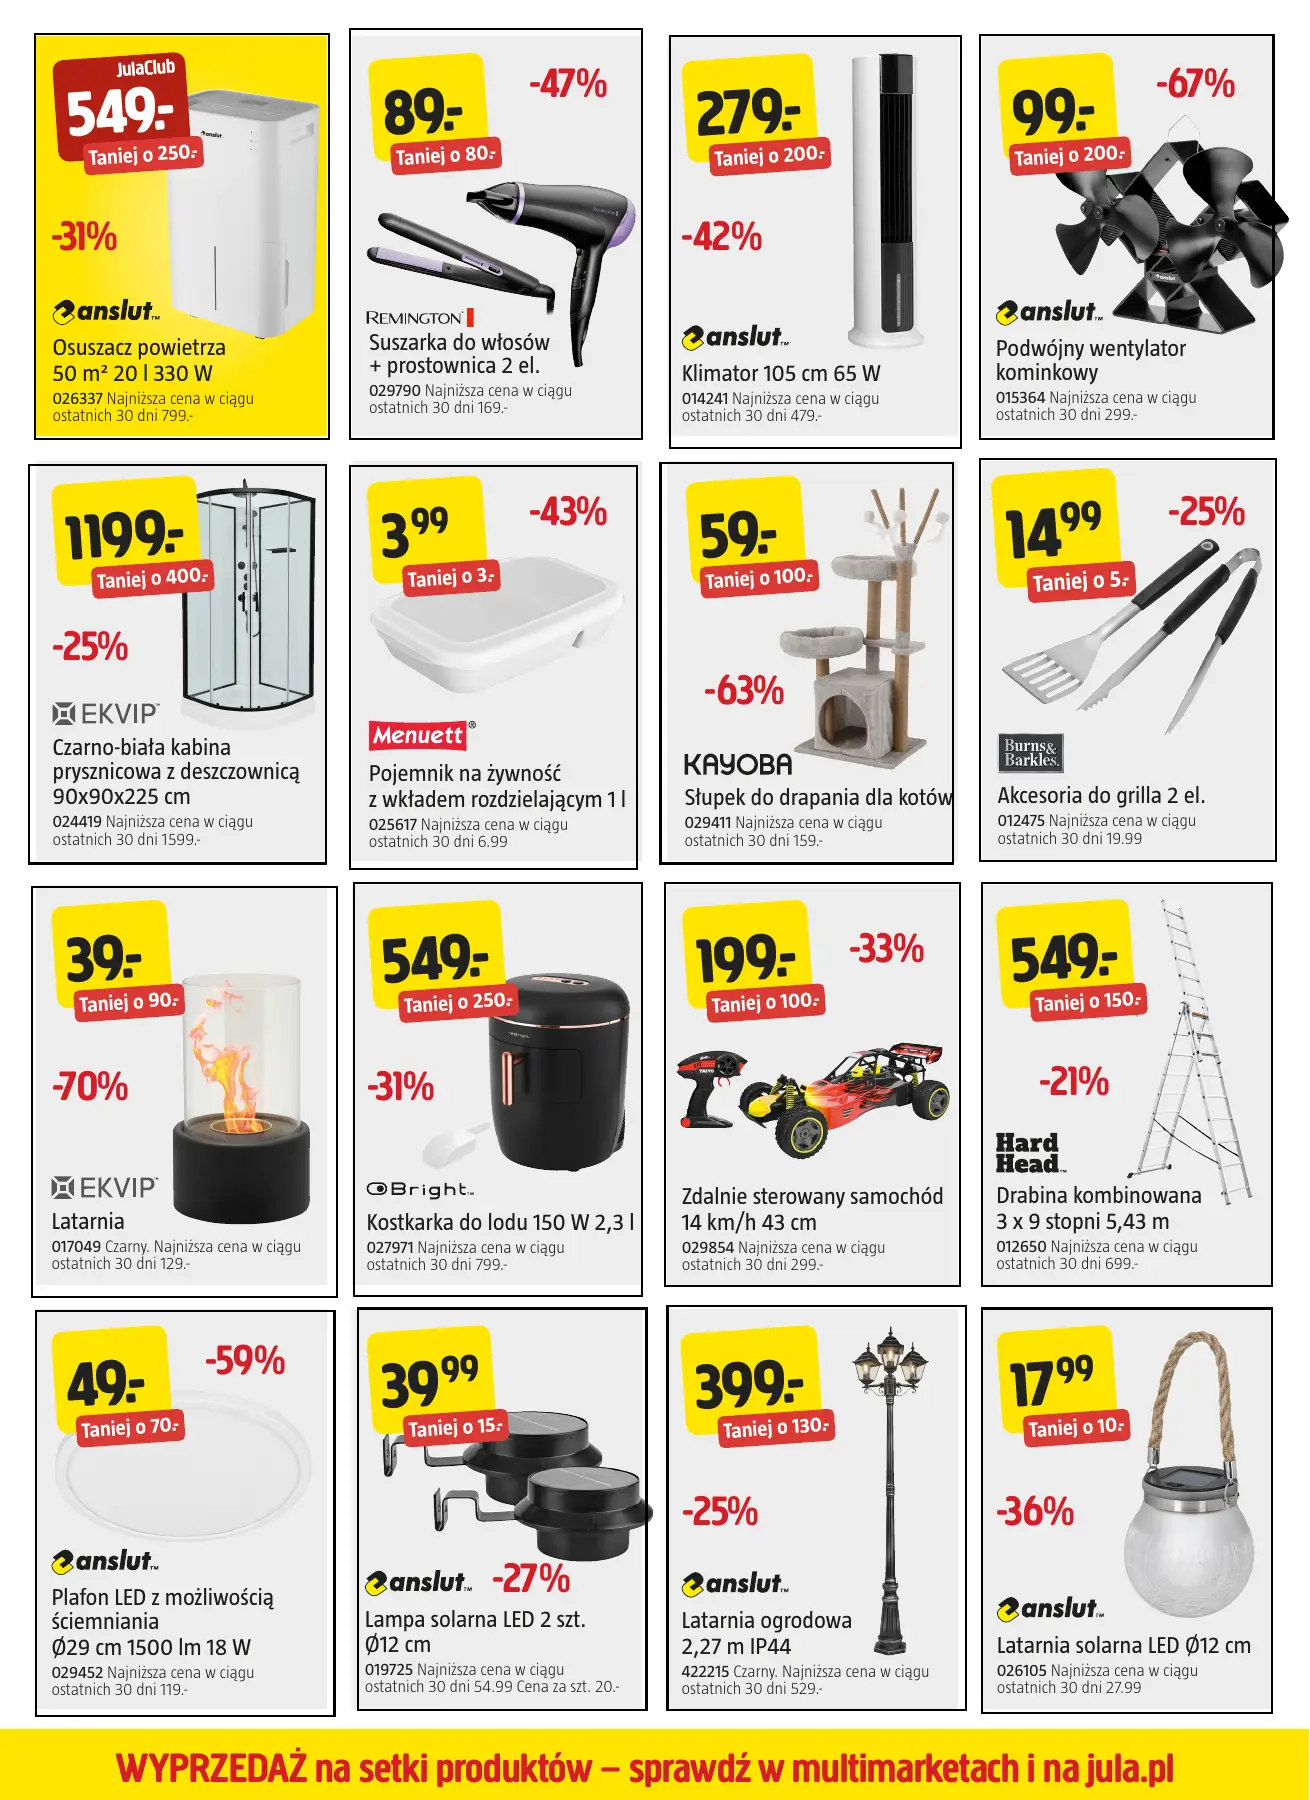 JulaClub
549.-
Taniej o 250.-
anslut.
-31%
anslut™
Osuszacz powietrza
50 m² 20 l 330 W
026337 Najniższa cena w ciągu
ostatnich 30 dni 799.-
89.-
Taniej o 80.-
-47%
REMINGTON
Suszarka do włosów
+ prostownica 2 el.
029790 Najniższa cena w ciągu
ostatnich 30 dni 169.-
279.-
Taniej o 200.-
-42%
anslut™
Klimator 105 cm 65 W
014241 Najniższa cena w ciągu
ostatnich 30 dni 479.-
99.-
Taniej o 200.-
-67%
anslut
anslut™
Podwójny wentylator
kominkowy
015364 Najniższa cena w ciągu
ostatnich 30 dni 299.-
1199.-
Taniej o 400.-
-25%
EKVIP™
Czarno-biała kabina
prysznicowa z deszczownicą
90x90x225 cm
024419 Najniższa cena w ciągu
ostatnich 30 dni 1599.-
3 99
Taniej o 3.-
-43%
Menuett®
Pojemnik na żywność
z wkładem rozdzielającym 1 l
025617 Najniższa cena w ciągu
ostatnich 30 dni 6.99
59.-
Taniej o 100.-
-63%
KAYOBA
Słupek do drapania dla kotów
029411 Najniższa cena w ciągu
ostatnich 30 dni 159.-
14 99
Taniej o 5.-
-25%
Burns &
Barkles.
Akcesoria do grilla 2 el.
012475 Najniższa cena w ciągu
ostatnich 30 dni 19.99
39.-
Taniej o 90.-
-70%
EKVIP™
Latarnia
017049 Czarny. Najniższa cena w ciągu
ostatnich 30 dni 129.-
549.-
Taniej o 250.-
Bright
-31%
Bright™
Kostkarka do lodu 150 W 2,3 l
027971 Najniższa cena w ciągu
ostatnich 30 dni 799.-
199.-
Taniej o 100.-
-33%
TAIYO
Zdalnie sterowany samochód
14 km/h 43 cm
029854 Najniższa cena w ciągu
ostatnich 30 dni 299.-
549.-
Taniej o 150.-
-21%
Hard
Head™
Drabina kombinowana
3 x 9 stopni 5,43 m
012650 Najniższa cena w ciągu
ostatnich 30 dni 699.-
49.-
Taniej o 70.-
-59%
anslut™
Plafon LED z możliwością
ściemniania
Ø29 cm 1500 lm 18 W
029452 Najniższa cena w ciągu
ostatnich 30 dni 119.-
39 99
Taniej o 15.-
anslut™ -27%
Lampa solarna LED 2 szt.
Ø12 cm
019725 Najniższa cena w ciągu
ostatnich 30 dni 54.99 Cena za szt. 20.-
399.-
Taniej o 130.-
-25%
anslut™
Latarnia ogrodowa
2,27 m IP44
422215 Czarny. Najniższa cena w ciągu
ostatnich 30 dni 529.-
17 99
Taniej o 10.-
-36%
anslut™
Latarnia solarna LED Ø12 cm
026105 Najniższa cena w ciągu
ostatnich 30 dni 27.99
WYPRZEDAŻ na setki produktów – sprawdź w multimarketach i na jula.pl